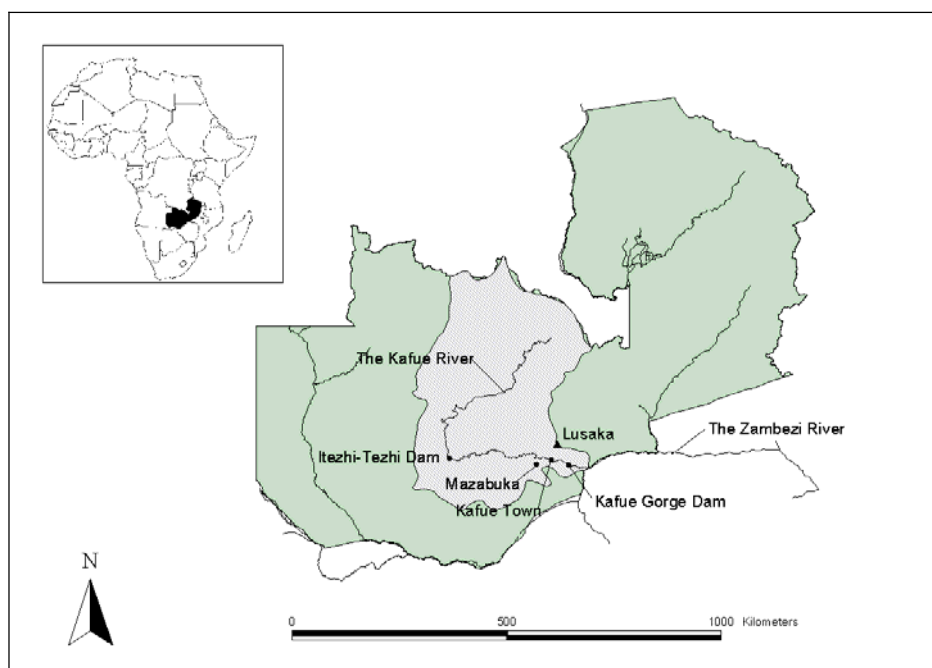 The Kafue River
Lusaka
The Zambezi River
Itezhi-Tezhi Dam
Mazabuka
Kafue Gorge Dam
Kafue Town
N
0 500 1000 Kilometers